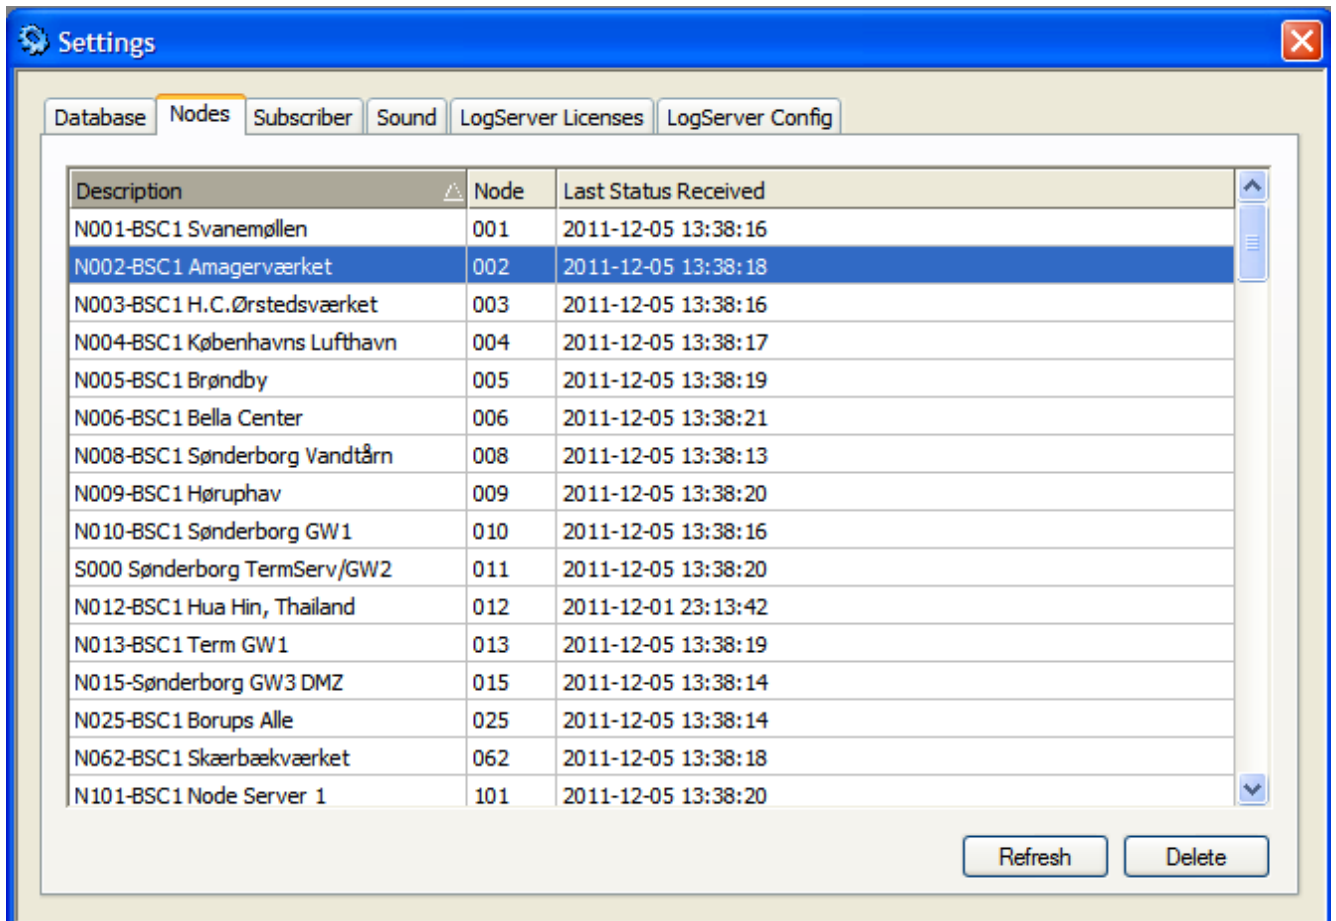 Settings
Database Nodes Subscriber Sound LogServer Licenses LogServer Config
Description Node Last Status Received
N001-BSC1 Svanemøllen 001 2011-12-05 13:38:16
N002-BSC1 Amagerværket 002 2011-12-05 13:38:18
N003-BSC1 H.C.Ørstedsværket 003 2011-12-05 13:38:16
N004-BSC1 Københavns Lufthavn 004 2011-12-05 13:38:17
N005-BSC1 Brøndby 005 2011-12-05 13:38:19
N006-BSC1 Bella Center 006 2011-12-05 13:38:21
N008-BSC1 Sønderborg Vandtårn 008 2011-12-05 13:38:13
N009-BSC1 Høruphav 009 2011-12-05 13:38:20
N010-BSC1 Sønderborg GW1 010 2011-12-05 13:38:16
S000 Sønderborg TermServ/GW2 011 2011-12-05 13:38:20
N012-BSC1 Hua Hin, Thailand 012 2011-12-01 23:13:42
N013-BSC1 Term GW1 013 2011-12-05 13:38:19
N015-Sønderborg GW3 DMZ 015 2011-12-05 13:38:14
N025-BSC1 Borups Alle 025 2011-12-05 13:38:14
N062-BSC1 Skærbækværket 062 2011-12-05 13:38:18
N101-BSC1 Node Server 1 101 2011-12-05 13:38:20
Refresh Delete